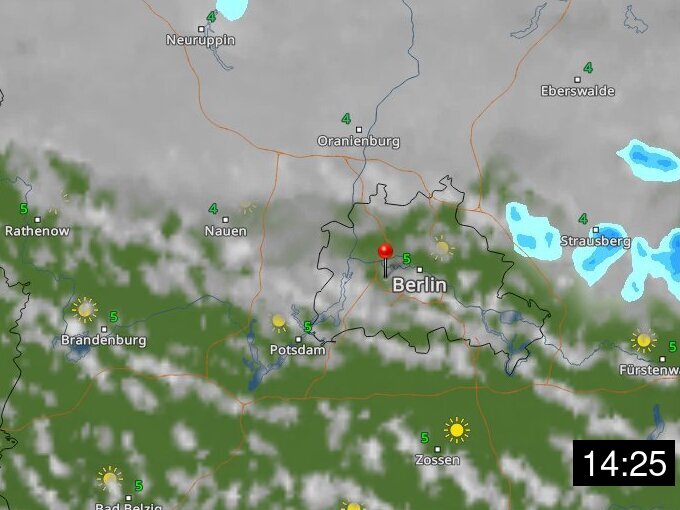 4
Neuruppin
4
Eberswalde
4
Oranienburg
5
Rathenow
4
Nauen
4
Strausberg
5
Berlin
5
Brandenburg
5
Potsdam
5
Fürstenw
5
Zossen
14:25
5
Bad Belzig